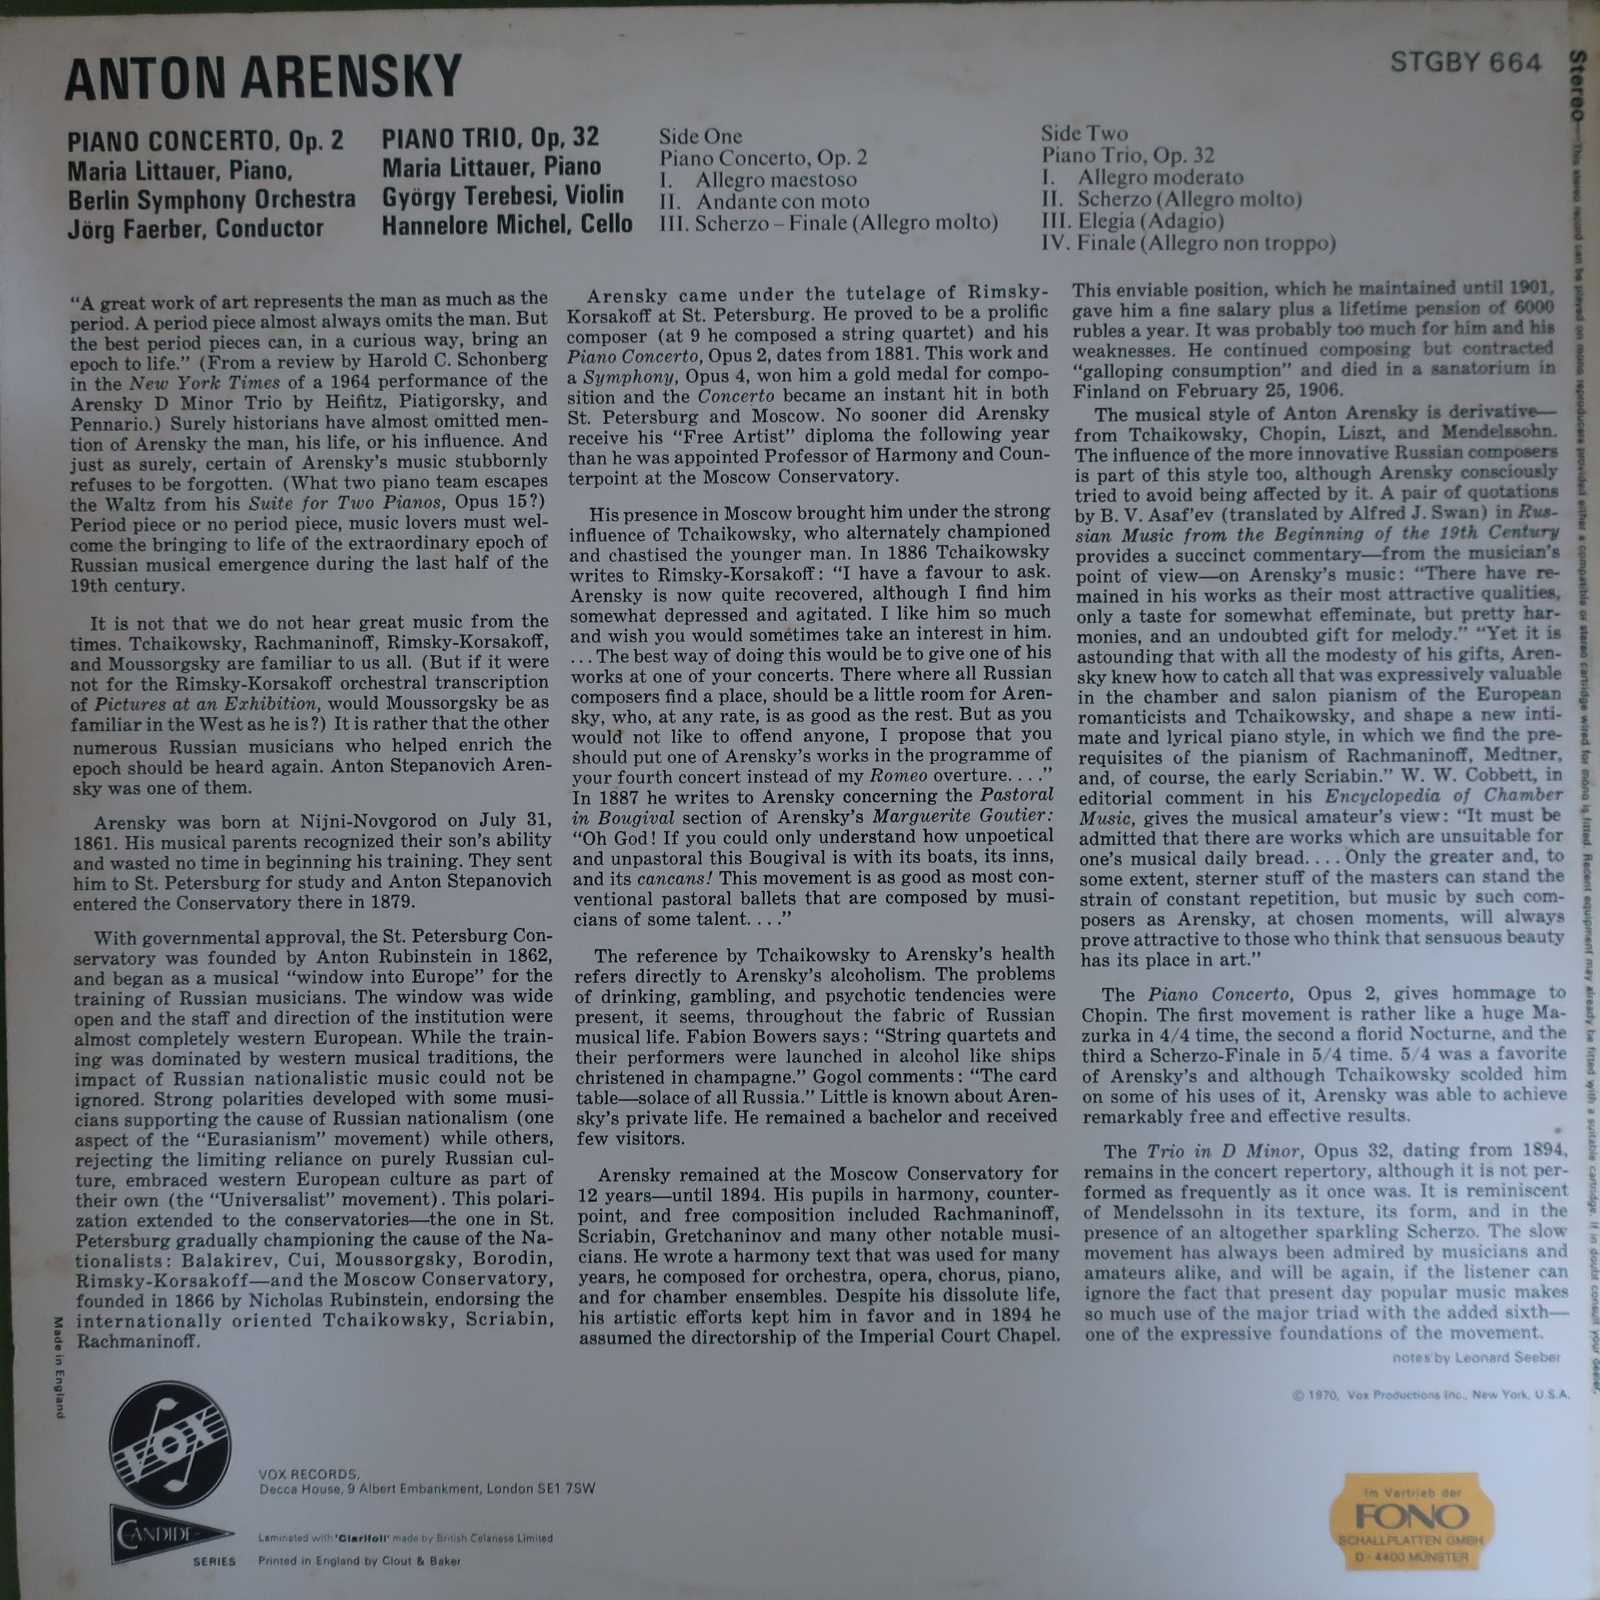 ANTON ARENSKY
STGBY 664
PIANO CONCERTO, Op. 2
Maria Littauer, Piano,
Berlin Symphony Orchestra
Jörg Faerber, Conductor
PIANO TRIO, Op, 32
Maria Littauer, Piano
György Terebesi, Violin
Hannelore Michel, Cello
Side One
Piano Concerto, Op. 2
I. Allegro maestoso
II. Andante con moto
III. Scherzo – Finale (Allegro molto)
Side Two
Piano Trio, Op. 32
I. Allegro moderato
II. Scherzo (Allegro molto)
III. Elegia (Adagio)
IV. Finale (Allegro non troppo)
“A great work of art represents the man as much as the
period. A period piece almost always omits the man. But
the best period pieces can, in a curious way, bring an
epoch to life.” (From a review by Harold C. Schonberg
in the New York Times of a 1964 performance of the
Arensky D Minor Trio by Heifitz, Piatigorsky, and
Pennario.) Surely historians have almost omitted men-
tion of Arensky the man, his life, or his influence. And
just as surely, certain of Arensky’s music stubbornly
refuses to be forgotten. (What two piano team escapes
the Waltz from his Suite for Two Pianos, Opus 15?)
Period piece or no period piece, music lovers must wel-
come the bringing to life of the extraordinary epoch of
Russian musical emergence during the last half of the
19th century.
It is not that we do not hear great music from the
times. Tchaikowsky, Rachmaninoff, Rimsky-Korsakoff,
and Moussorgsky are familiar to us all. (But if it were
not for the Rimsky-Korsakoff orchestral transcription
of Pictures at an Exhibition, would Moussorgsky be as
familiar in the West as he is?) It is rather that the other
numerous Russian musicians who helped enrich the
epoch should be heard again. Anton Stepanovich Aren-
sky was one of them.
Arensky was born at Nijni-Novgorod on July 31,
1861. His musical parents recognized their son’s ability
and wasted no time in beginning his training. They sent
him to St. Petersburg for study and Anton Stepanovich
entered the Conservatory there in 1879.
With governmental approval, the St. Petersburg Con-
servatory was founded by Anton Rubinstein in 1862,
and began as a musical “window into Europe” for the
training of Russian musicians. The window was wide
open and the staff and direction of the institution were
almost completely western European. While the train-
ing was dominated by western musical traditions, the
impact of Russian nationalistic music could not be
ignored. Strong polarities developed with some musi-
cians supporting the cause of Russian nationalism (one
aspect of the “Eurasianism” movement) while others,
rejecting the limiting reliance on purely Russian cul-
ture, embraced western European culture as part of
their own (the “Universalist” movement). This polari-
zation extended to the conservatories—the one in St.
Petersburg gradually championing the cause of the Na-
tionalists: Balakirev, Cui, Moussorgsky, Borodin,
Rimsky-Korsakoff—and the Moscow Conservatory,
founded in 1866 by Nicholas Rubinstein, endorsing the
internationally oriented Tchaikowsky, Scriabin,
Rachmaninoff.
Arensky came under the tutelage of Rimsky-
Korsakoff at St. Petersburg. He proved to be a prolific
composer (at 9 he composed a string quartet) and his
Piano Concerto, Opus 2, dates from 1881. This work and
a Symphony, Opus 4, won him a gold medal for compo-
sition and the Concerto became an instant hit in both
St. Petersburg and Moscow. No sooner did Arensky
receive his “Free Artist” diploma the following year
than he was appointed Professor of Harmony and Coun-
terpoint at the Moscow Conservatory.
His presence in Moscow brought him under the strong
influence of Tchaikowsky, who alternately championed
and chastised the younger man. In 1886 Tchaikowsky
writes to Rimsky-Korsakoff: “I have a favour to ask.
Arensky is now quite recovered, although I find him
somewhat depressed and agitated. I like him so much
and wish you would sometimes take an interest in him.
...The best way of doing this would be to give one of his
works at one of your concerts. There where all Russian
composers find a place, should be a little room for Aren-
sky, who, at any rate, is as good as the rest. But as you
would not like to offend anyone, I propose that you
should put one of Arensky’s works in the programme of
your fourth concert instead of my Romeo overture. . . .”
In 1887 he writes to Arensky concerning the Pastoral
in Bougival section of Arensky’s Marguerite Goutier:
“Oh God! If you could only understand how unpoetical
and unpastoral this Bougival is with its boats, its inns,
and its cancans! This movement is as good as most con-
ventional pastoral ballets that are composed by musi-
cians of some talent. . . .”
The reference by Tchaikowsky to Arensky’s health
refers directly to Arensky’s alcoholism. The problems
of drinking, gambling, and psychotic tendencies were
present, it seems, throughout the fabric of Russian
musical life. Fabion Bowers says: “String quartets and
their performers were launched in alcohol like ships
christened in champagne.” Gogol comments: “The card
table—solace of all Russia.” Little is known about Aren-
sky’s private life. He remained a bachelor and received
few visitors.
Arensky remained at the Moscow Conservatory for
12 years—until 1894. His pupils in harmony, counter-
point, and free composition included Rachmaninoff,
Scriabin, Gretchaninov and many other notable musi-
cians. He wrote a harmony text that was used for many
years, he composed for orchestra, opera, chorus, piano,
and for chamber ensembles. Despite his dissolute life,
his artistic efforts kept him in favor and in 1894 he
assumed the directorship of the Imperial Court Chapel.
This enviable position, which he maintained until 1901,
gave him a fine salary plus a lifetime pension of 6000
rubles a year. It was probably too much for him and his
weaknesses. He continued composing but contracted
“galloping consumption” and died in a sanatorium in
Finland on February 25, 1906.
The musical style of Anton Arensky is derivative—
from Tchaikowsky, Chopin, Liszt, and Mendelssohn.
The influence of the more innovative Russian composers
is part of this style too, although Arensky consciously
tried to avoid being affected by it. A pair of quotations
by B. V. Asaf’ev (translated by Alfred J. Swan) in Rus-
sian Music from the Beginning of the 19th Century
provides a succinct commentary—from the musician’s
point of view—on Arensky’s music: “There have re-
mained in his works as their most attractive qualities,
only a taste for somewhat effeminate, but pretty har-
monies, and an undoubted gift for melody.” “Yet it is
astounding that with all the modesty of his gifts, Aren-
sky knew how to catch all that was expressively valuable
in the chamber and salon pianism of the European
romanticists and Tchaikowsky, and shape a new inti-
mate and lyrical piano style, in which we find the pre-
requisites of the pianism of Rachmaninoff, Medtner,
and, of course, the early Scriabin.” W. W. Cobbett, in
editorial comment in his Encyclopedia of Chamber
Music, gives the musical amateur’s view: “It must be
admitted that there are works which are unsuitable for
one’s musical daily bread. . . . Only the greater and, to
some extent, sterner stuff of the masters can stand the
strain of constant repetition, but music by such com-
posers as Arensky, at chosen moments, will always
prove attractive to those who think that sensuous beauty
has its place in art.”
The Piano Concerto, Opus 2, gives hommage to
Chopin. The first movement is rather like a huge Ma-
zurka in 4/4 time, the second a florid Nocturne, and the
third a Scherzo-Finale in 5/4 time. 5/4 was a favorite
of Arensky’s and although Tchaikowsky scolded him
on some of his uses of it, Arensky was able to achieve
remarkably free and effective results.
The Trio in D Minor, Opus 32, dating from 1894,
remains in the concert repertory, although it is not per-
formed as frequently as it once was. It is reminiscent
of Mendelssohn in its texture, its form, and in the
presence of an altogether sparkling Scherzo. The slow
movement has always been admired by musicians and
amateurs alike, and will be again, if the listener can
ignore the fact that present day popular music makes
so much use of the major triad with the added sixth—
one of the expressive foundations of the movement.
notes by Leonard Seeber
© 1970, Vox Productions Inc., New York, U.S.A.
Stereo—This stereo record can be played on mono reproducers provided either a compatible or stereo cartridge wired for mono is fitted. Recent equipment may already be fitted with a suitable cartridge. If in doubt consult your dealer.
Made in England
VOX
CANDIDE
SERIES
VOX RECORDS,
Decca House, 9 Albert Embankment, London SE1 7SW
Laminated with 'Clarifoil' made by British Celanese Limited
Printed in England by Clout & Baker
Im Vertrieb der
FONO
SCHALLPLATTEN GMBH
D - 4400 MÜNSTER